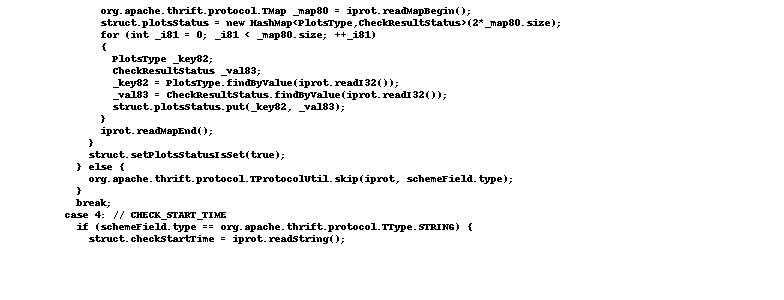 org.apache.thrift.protocol.TMap _map80 = iprot.readMapBegin();
struct.plotsStatus = new HashMap<PlotsType,CheckResultStatus>(2*_map80.size);
for (int _i81 = 0; _i81 < _map80.size; ++_i81)
{
PlotsType _key82;
CheckResultStatus _val83;
_key82 = PlotsType.findByValue(iprot.readI32());
_val83 = CheckResultStatus.findByValue(iprot.readI32());
struct.plotsStatus.put(_key82, _val83);
}
iprot.readMapEnd();
}
struct.setPlotsStatusIsSet(true);
} else {
org.apache.thrift.protocol.TProtocolUtil.skip(iprot, schemeField.type);
}
break;
case 4: // CHECK_START_TIME
if (schemeField.type == org.apache.thrift.protocol.TType.STRING) {
struct.checkStartTime = iprot.readString();